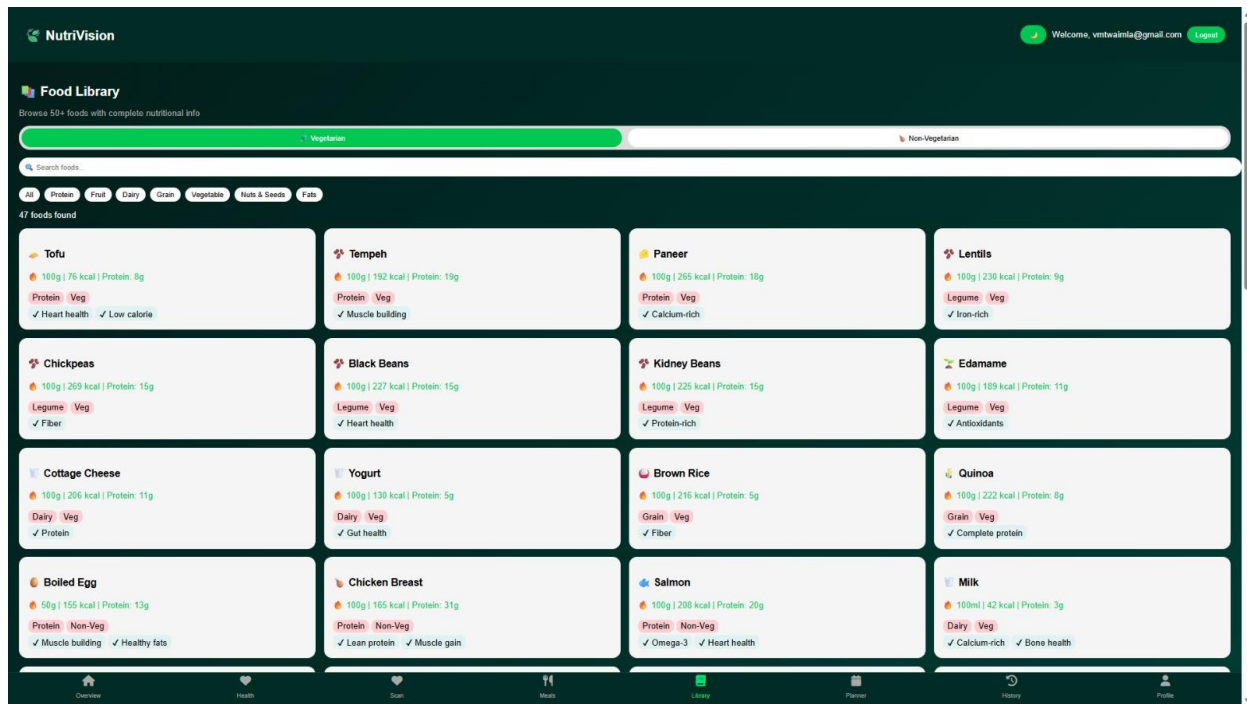 NutriVision
Welcome, vmtwaimla@gmail.com Logout
Food Library
Browse 50+ foods with complete nutritional info
Vegetarian Non-Vegetarian
Search foods...
All Protein Fruit Dairy Grain Vegetable Nuts & Seeds Fats
47 foods found
Tofu
100g | 76 kcal | Protein: 8g
Protein Veg
✓ Heart health ✓ Low calorie
Tempeh
100g | 192 kcal | Protein: 19g
Protein Veg
✓ Muscle building
Paneer
100g | 265 kcal | Protein: 18g
Protein Veg
✓ Calcium-rich
Lentils
100g | 230 kcal | Protein: 9g
Legume Veg
✓ Iron-rich
Chickpeas
100g | 269 kcal | Protein: 15g
Legume Veg
✓ Fiber
Black Beans
100g | 227 kcal | Protein: 15g
Legume Veg
✓ Heart health
Kidney Beans
100g | 225 kcal | Protein: 15g
Legume Veg
✓ Protein-rich
Edamame
100g | 189 kcal | Protein: 11g
Legume Veg
✓ Antioxidants
Cottage Cheese
100g | 206 kcal | Protein: 11g
Dairy Veg
✓ Protein
Yogurt
100g | 130 kcal | Protein: 5g
Dairy Veg
✓ Gut health
Brown Rice
100g | 216 kcal | Protein: 5g
Grain Veg
✓ Fiber
Quinoa
100g | 222 kcal | Protein: 8g
Grain Veg
✓ Complete protein
Boiled Egg
50g | 155 kcal | Protein: 13g
Protein Non-Veg
✓ Muscle building ✓ Healthy fats
Chicken Breast
100g | 165 kcal | Protein: 31g
Protein Non-Veg
✓ Lean protein ✓ Muscle gain
Salmon
100g | 208 kcal | Protein: 20g
Protein Non-Veg
✓ Omega-3 ✓ Heart health
Milk
100ml | 42 kcal | Protein: 3g
Dairy Veg
✓ Calcium-rich ✓ Bone health
Overview Health Scan Meals Library Planner History Profile